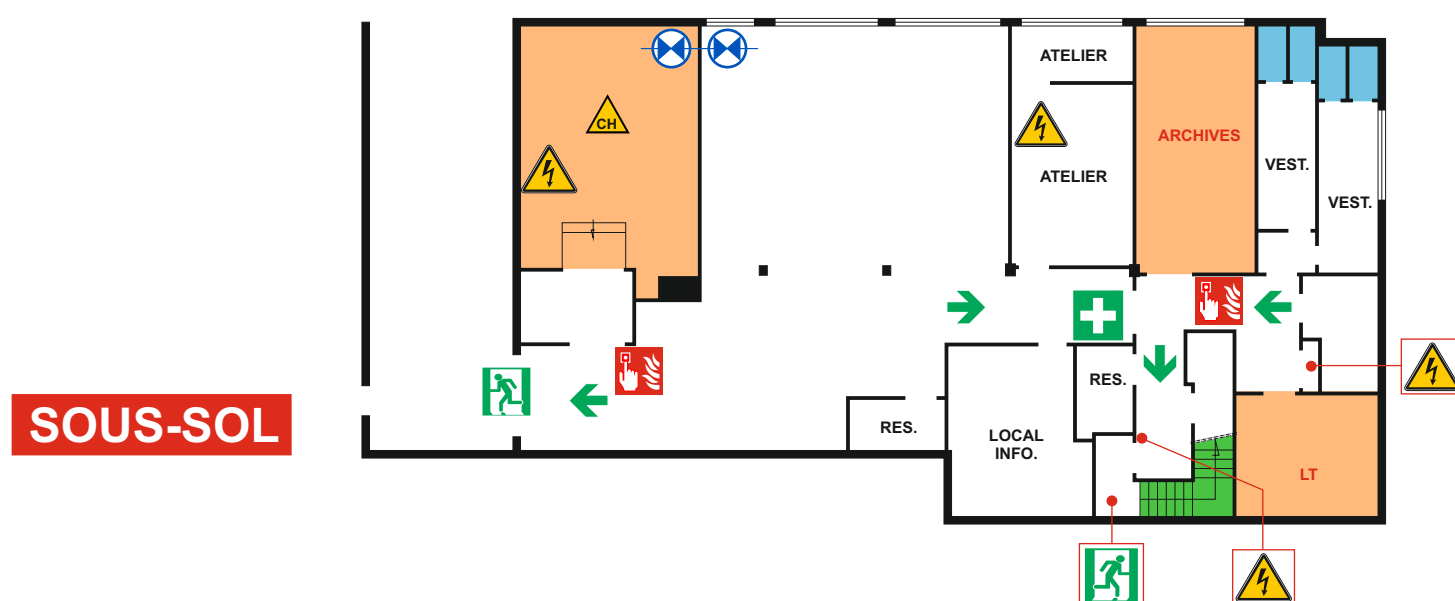 ATELIER
CH
ARCHIVES
VEST.
ATELIER
VEST.
RES.
SOUS-SOL
RES.
LOCAL
INFO.
LT